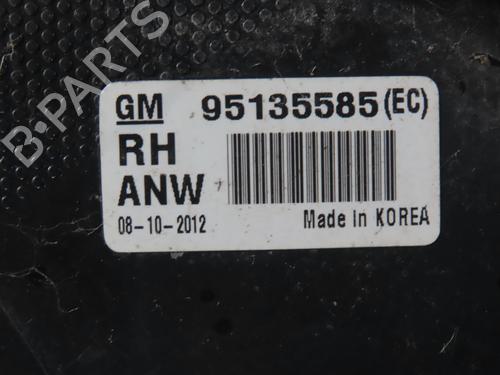 B-PARTS
GM 95135585 (EC)
RH
ANW
08-10-2012 Made in KOREA